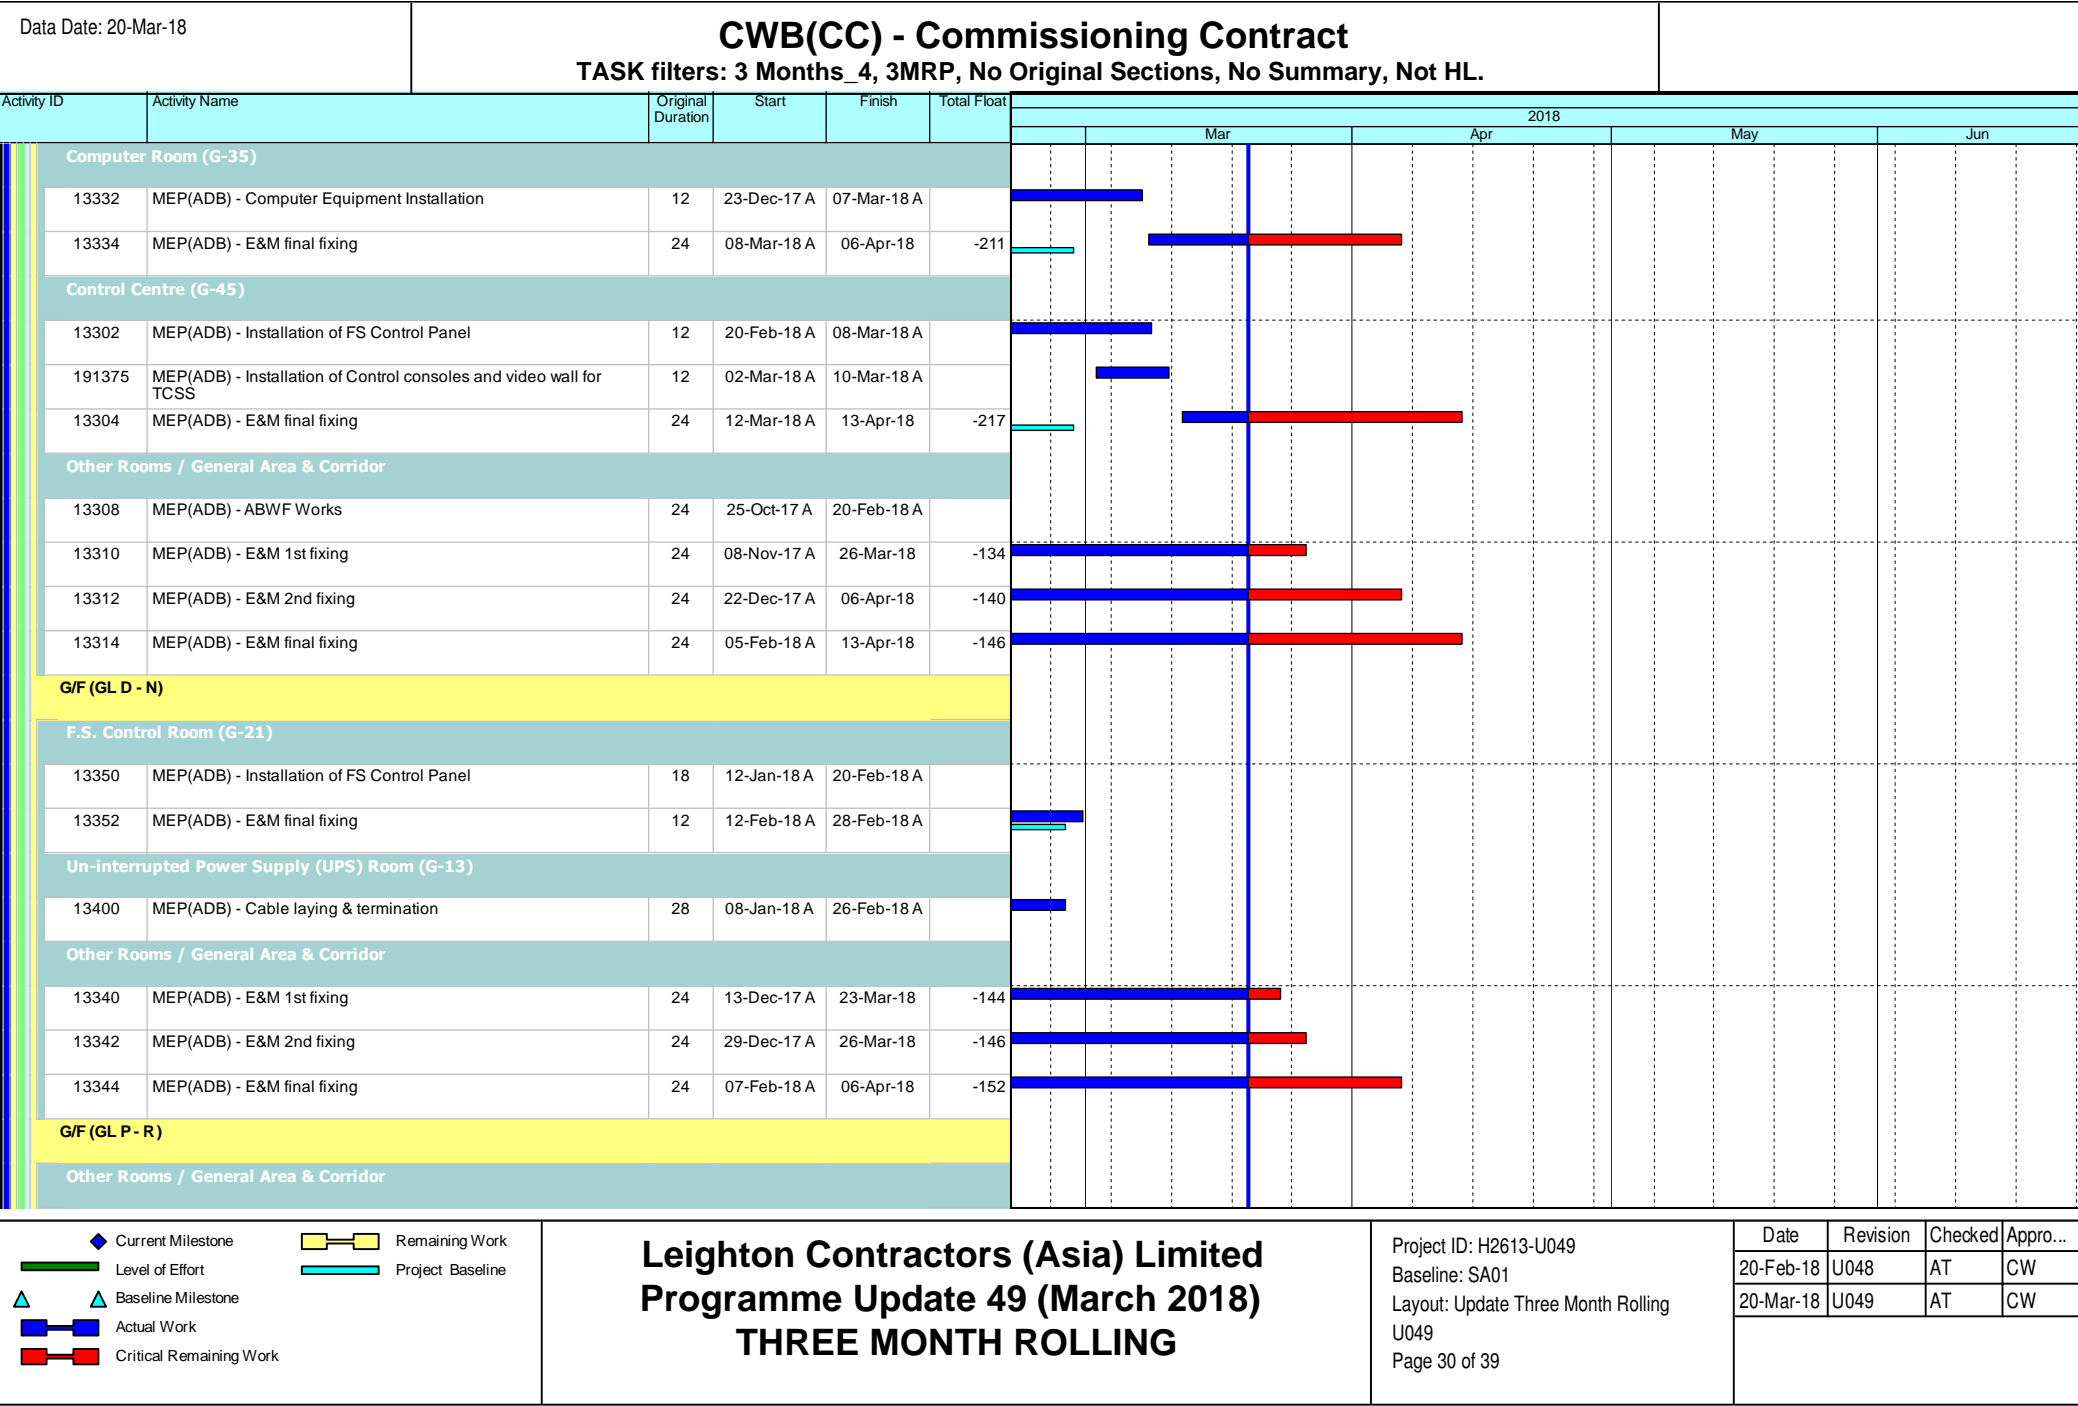 Data Date: 20-Mar-18
CWB(CC) - Commissioning Contract
TASK filters: 3 Months_4, 3MRP, No Original Sections, No Summary, Not HL.
Activity ID Activity Name Original Duration Start Finish Total Float
2018
Mar Apr May Jun
Computer Room (G-35)
13332 MEP(ADB) - Computer Equipment Installation 12 23-Dec-17 A 07-Mar-18 A
13334 MEP(ADB) - E&M final fixing 24 08-Mar-18 A 06-Apr-18 -211
Control Centre (G-45)
13302 MEP(ADB) - Installation of FS Control Panel 12 20-Feb-18 A 08-Mar-18 A
191375 MEP(ADB) - Installation of Control consoles and video wall for TCSS 12 02-Mar-18 A 10-Mar-18 A
13304 MEP(ADB) - E&M final fixing 24 12-Mar-18 A 13-Apr-18 -217
Other Rooms / General Area & Corridor
13308 MEP(ADB) - ABWF Works 24 25-Oct-17 A 20-Feb-18 A
13310 MEP(ADB) - E&M 1st fixing 24 08-Nov-17 A 26-Mar-18 -134
13312 MEP(ADB) - E&M 2nd fixing 24 22-Dec-17 A 06-Apr-18 -140
13314 MEP(ADB) - E&M final fixing 24 05-Feb-18 A 13-Apr-18 -146
G/F (GL D - N)
F.S. Control Room (G-21)
13350 MEP(ADB) - Installation of FS Control Panel 18 12-Jan-18 A 20-Feb-18 A
13352 MEP(ADB) - E&M final fixing 12 12-Feb-18 A 28-Feb-18 A
Un-interrupted Power Supply (UPS) Room (G-13)
13400 MEP(ADB) - Cable laying & termination 28 08-Jan-18 A 26-Feb-18 A
Other Rooms / General Area & Corridor
13340 MEP(ADB) - E&M 1st fixing 24 13-Dec-17 A 23-Mar-18 -144
13342 MEP(ADB) - E&M 2nd fixing 24 29-Dec-17 A 26-Mar-18 -146
13344 MEP(ADB) - E&M final fixing 24 07-Feb-18 A 06-Apr-18 -152
G/F (GL P - R)
Other Rooms / General Area & Corridor
Current Milestone
Level of Effort
Baseline Milestone
Actual Work
Critical Remaining Work
Remaining Work
Project Baseline
Leighton Contractors (Asia) Limited
Programme Update 49 (March 2018)
THREE MONTH ROLLING
Project ID: H2613-U049
Baseline: SA01
Layout: Update Three Month Rolling
U049
Page 30 of 39
Date Revision Checked Appro...
20-Feb-18 U048 AT CW
20-Mar-18 U049 AT CW